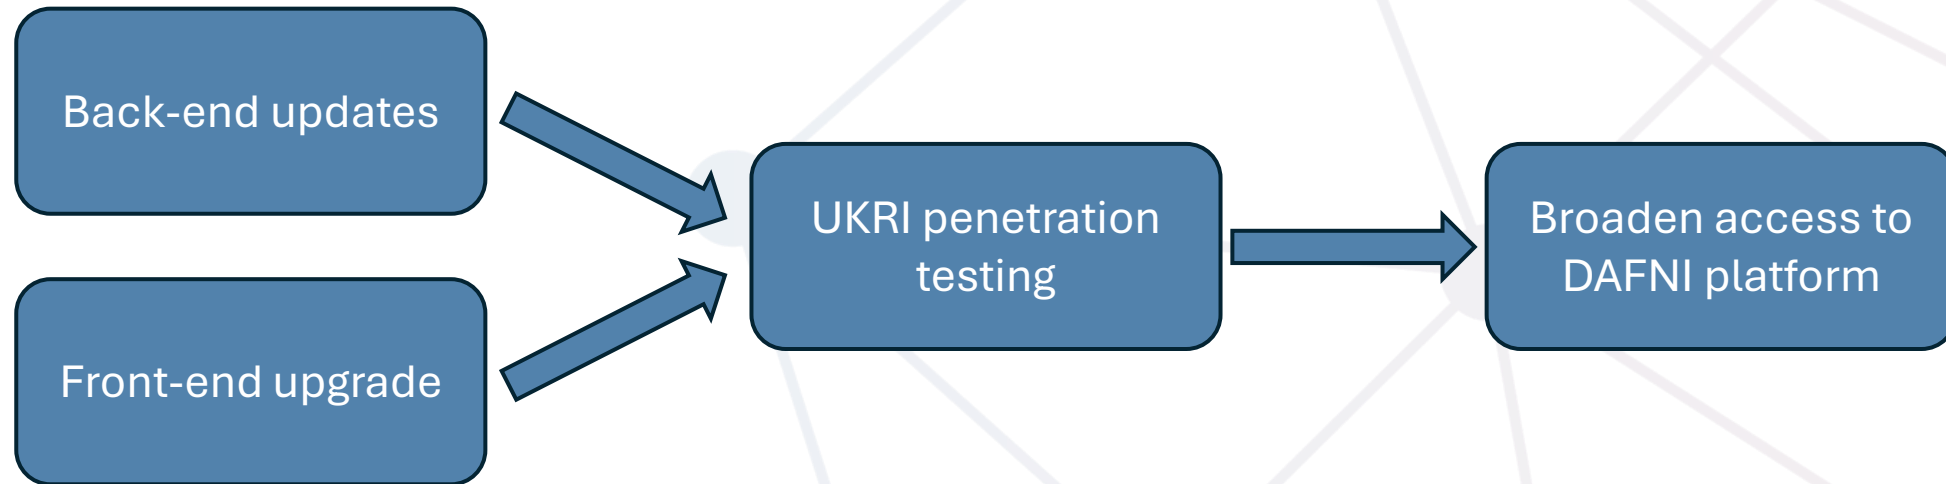 Back-end updates
Front-end upgrade
UKRI penetration
testing
Broaden access to
DAFNI platform